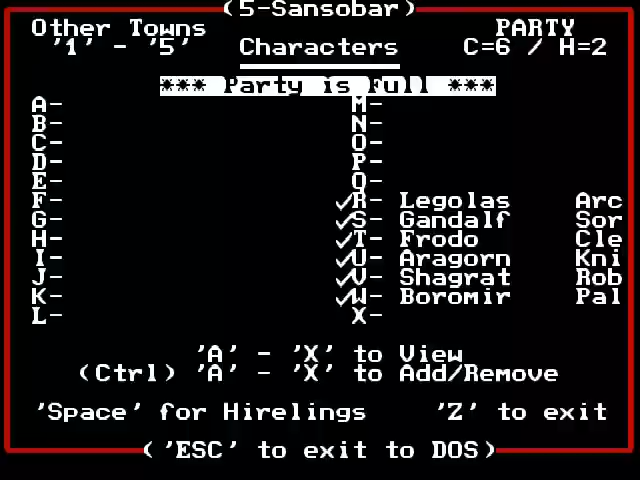 (5-Sansobar)
Other Towns PARTY
'1' - '5' Characters C=6 / H=2
*** Party is Full ***
A- M-
B- N-
C- O-
D- P-
E- Q-
F- ✓R- Legolas Arc
G- ✓S- Gandalf Sor
H- ✓T- Frodo Cle
I- ✓U- Aragorn Kni
J- ✓V- Shagrat Rob
K- ✓W- Boromir Pal
L- X-
'A' - 'X' to View
(Ctrl) 'A' - 'X' to Add/Remove
'Space' for Hirelings 'Z' to exit
('ESC' to exit to DOS)